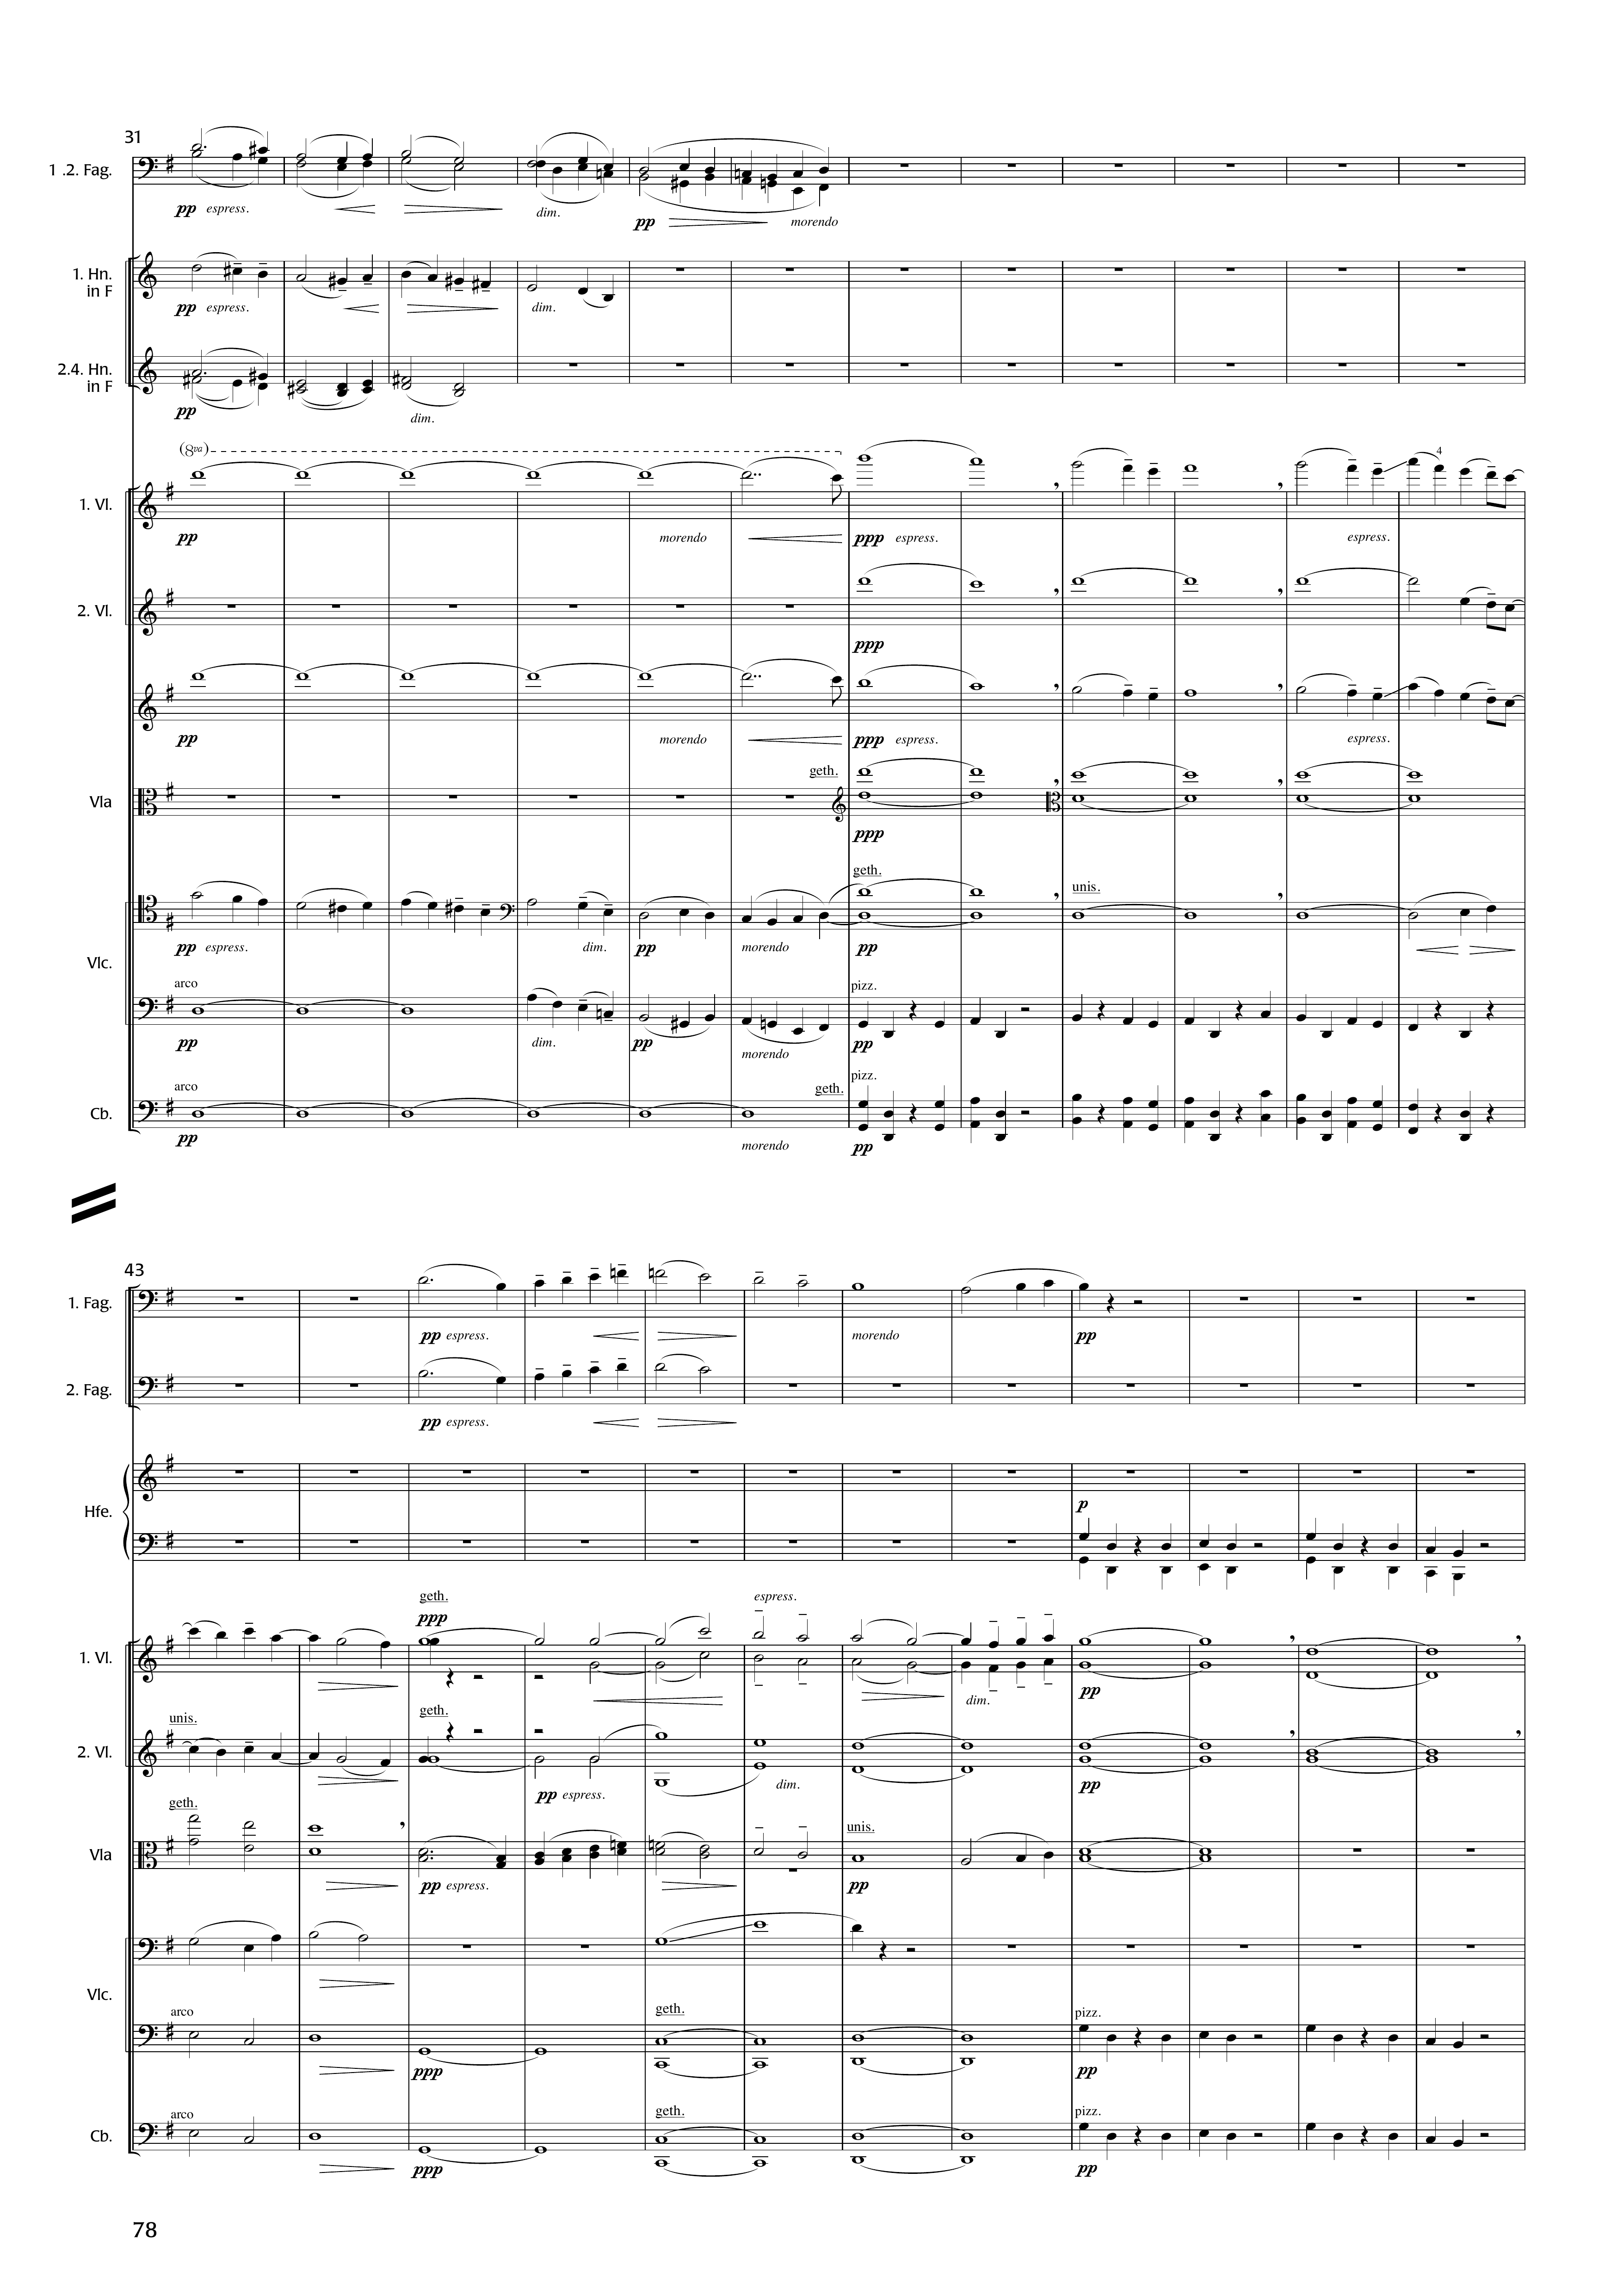 31
1 .2. Fag.
pp espress.
dim.
pp
morendo
1. Hn.
in F
pp espress.
dim.
2.4. Hn.
in F
pp
dim.
(8va)
4
1. Vl.
pp
morendo
ppp espress.
espress.
2. Vl.
ppp
pp
morendo
ppp espress.
espress.
geth.
Vla
ppp
geth.
unis.
pp espress.
dim.
pp
morendo
pp
Vlc.
arco
pizz.
pp
dim.
pp
morendo
pp
arco
geth.
pizz.
Cb.
pp
morendo
pp
43
1. Fag.
pp espress.
morendo
pp
2. Fag.
pp espress.
Hfe.
p
geth.
espress.
ppp
1. Vl.
dim.
pp
unis.
geth.
2. Vl.
pp espress.
dim.
pp
geth.
unis.
Vla
pp espress.
pp
Vlc.
arco
geth.
pizz.
ppp
pp
arco
geth.
pizz.
Cb.
ppp
pp
78